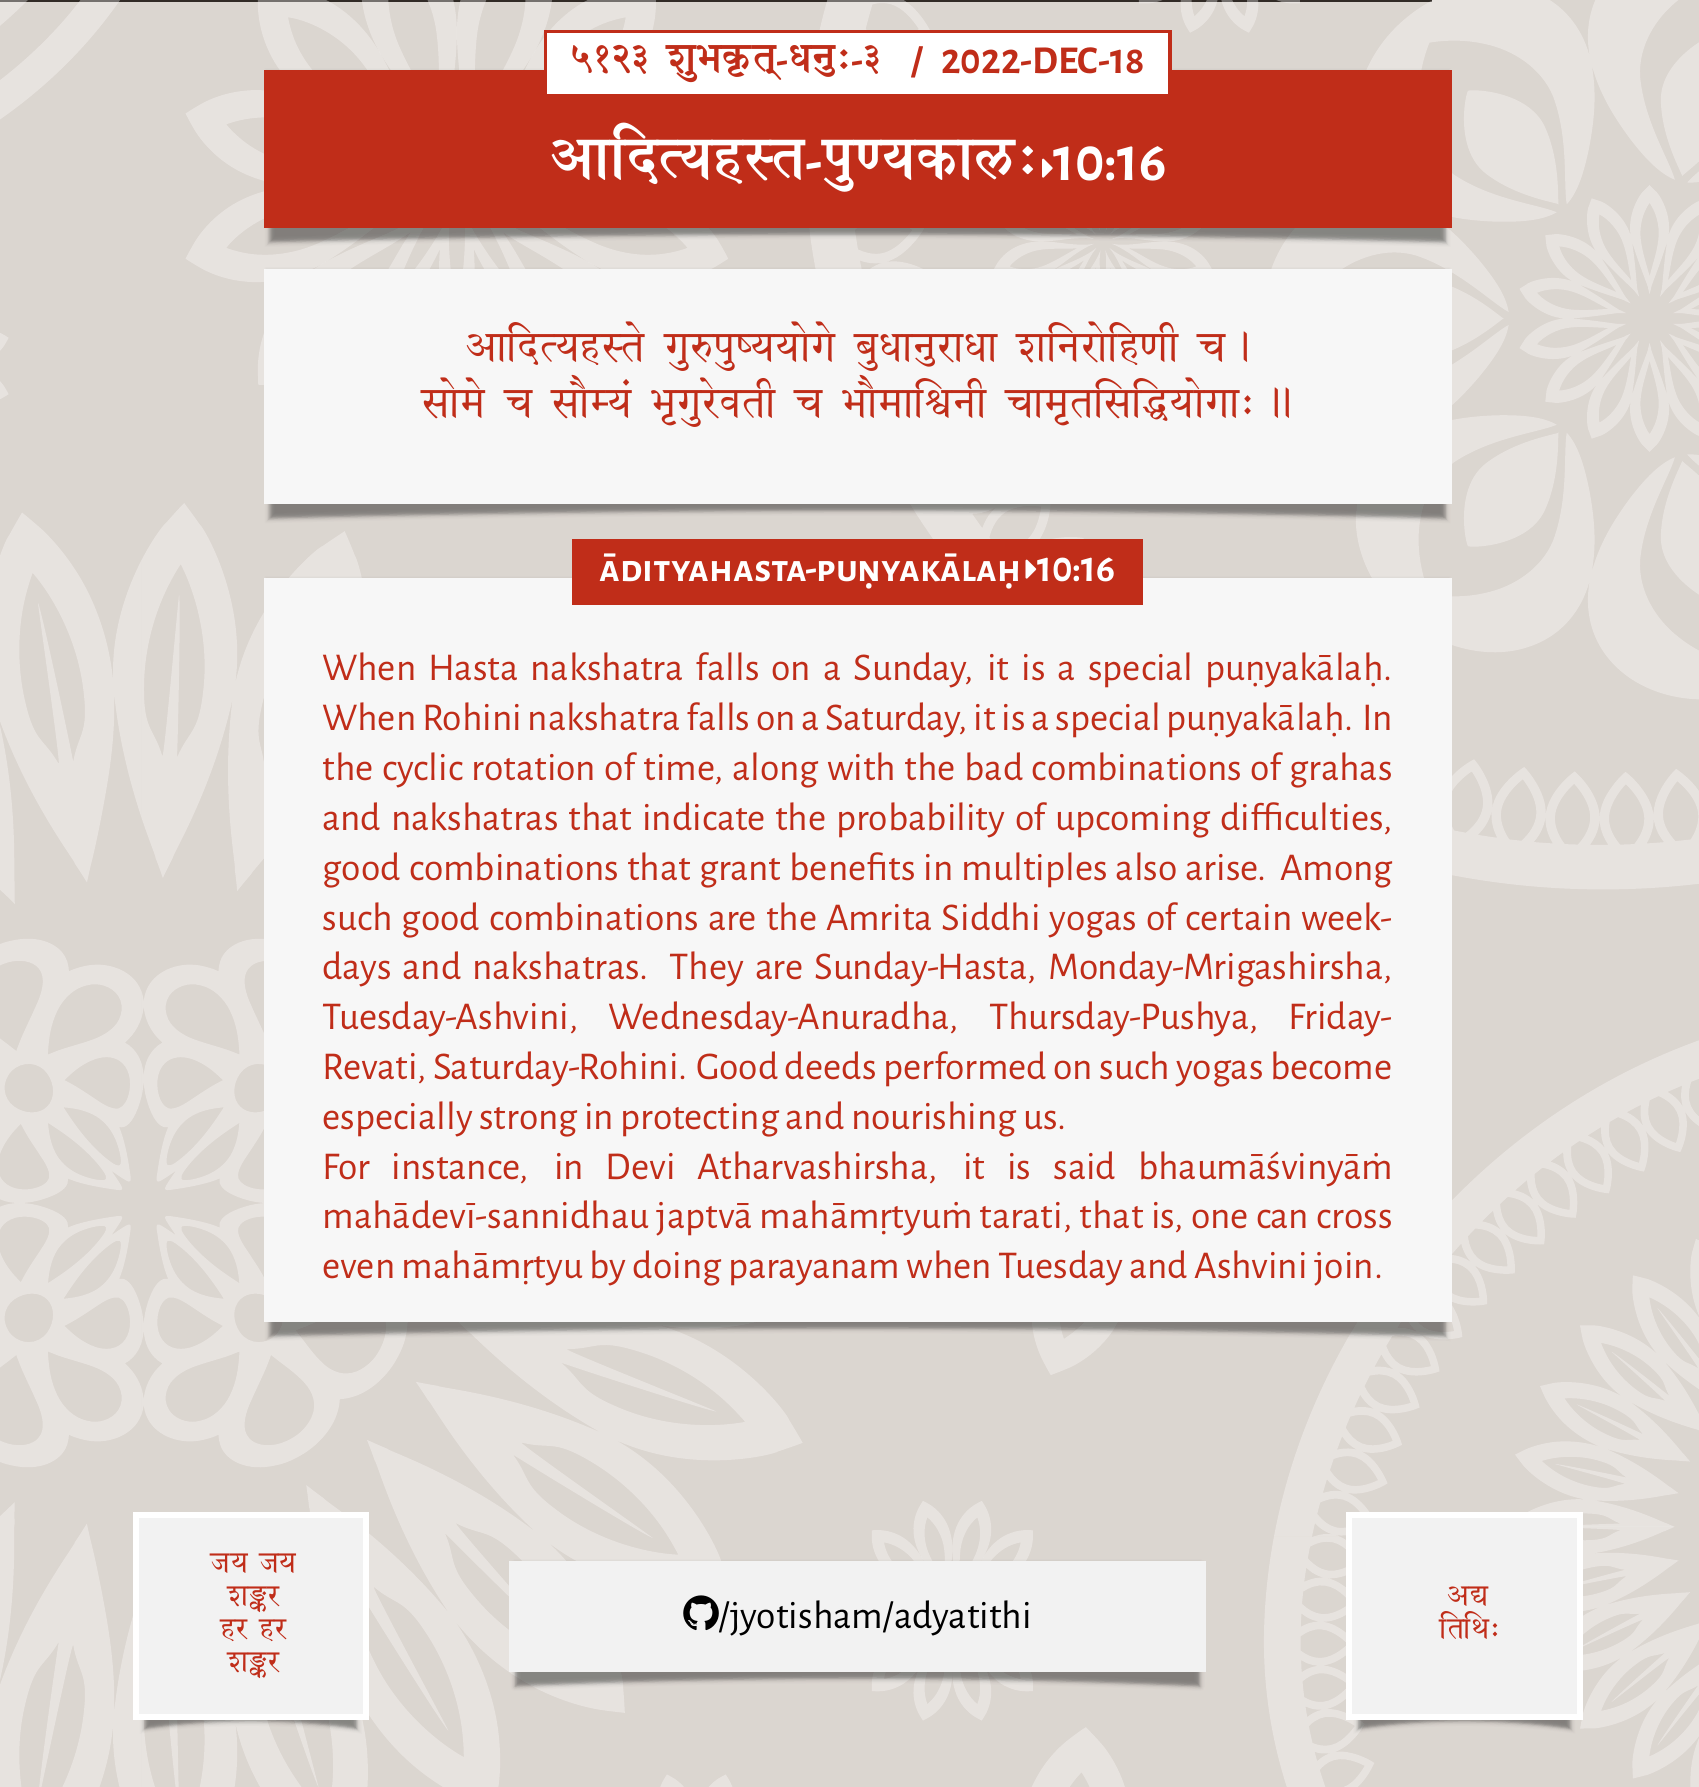 ५१२३ शुभकृत्-धनुः-३ / 2022-DEC-18
आदित्यहस्त-पुण्यकालः▸10:16
आदित्यहस्ते गुरुपुष्ययोगे बुधानुराधा शनिरोहिणी च।
सोमे च सौम्यं भृगुरेवती च भौमाश्विनी चामृतसिद्धियोगाः॥
ĀDITYAHASTA-PUṆYAKĀLAḤ▸10:16
When Hasta nakshatra falls on a Sunday, it is a special puṇyakālaḥ.
When Rohini nakshatra falls on a Saturday, it is a special puṇyakālaḥ. In
the cyclic rotation of time, along with the bad combinations of grahas
and nakshatras that indicate the probability of upcoming difficulties,
good combinations that grant benefits in multiples also arise. Among
such good combinations are the Amrita Siddhi yogas of certain week-
days and nakshatras. They are Sunday-Hasta, Monday-Mrigashirsha,
Tuesday-Ashvini, Wednesday-Anuradha, Thursday-Pushya, Friday-
Revati, Saturday-Rohini. Good deeds performed on such yogas become
especially strong in protecting and nourishing us.
For instance, in Devi Atharvashirsha, it is said bhaumāśvinyāṁ
mahādevī-sannidhau japtvā mahāmṛtyuṁ tarati, that is, one can cross
even mahāmṛtyu by doing parayanam when Tuesday and Ashvini join.
जय जय
शङ्कर
हर हर
शङ्कर
/jyotisham/adyatithi
अद्य
तिथिः